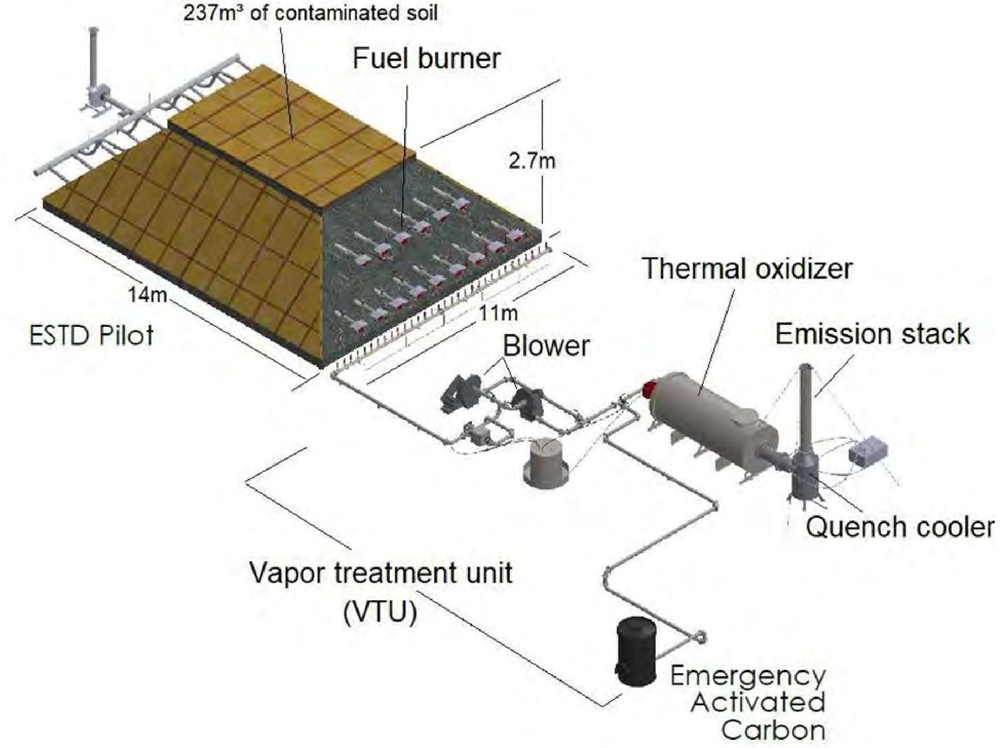 237m³ of contaminated soil
Fuel burner
2.7m
14m
11m
ESTD Pilot
Thermal oxidizer
Emission stack
Blower
Quench cooler
Vapor treatment unit
(VTU)
Emergency
Activated
Carbon